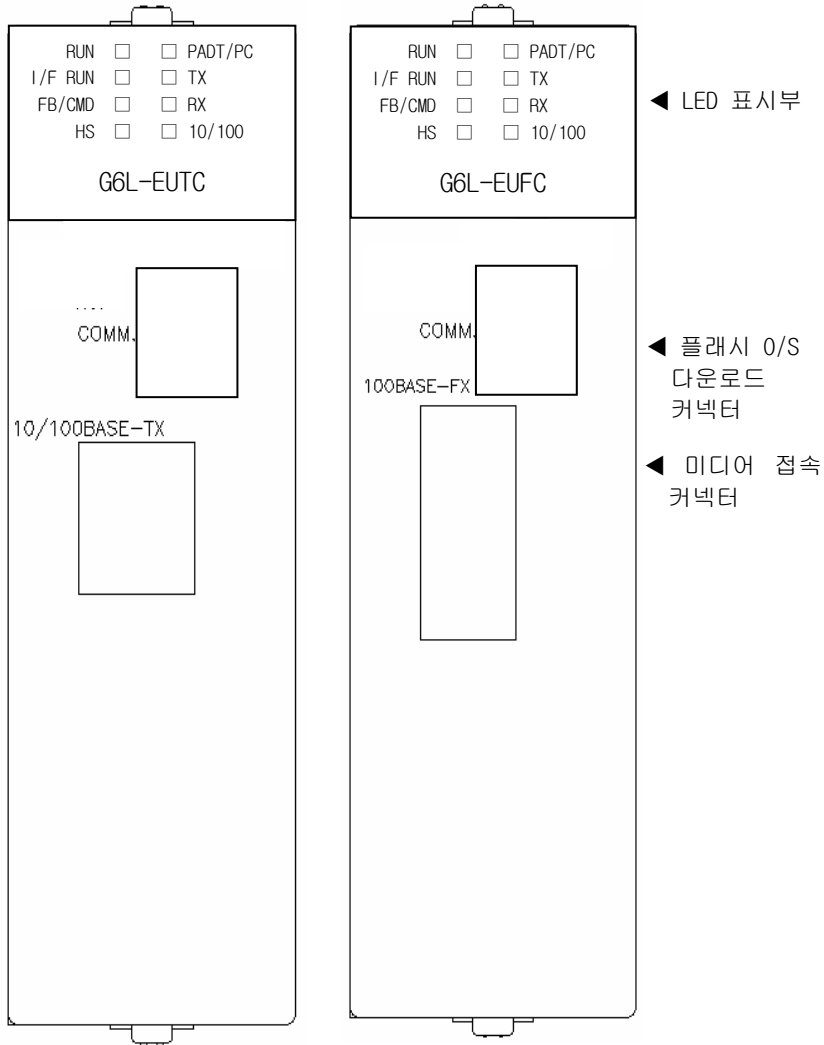 RUN □ □ PADT/PC
I/F RUN □ □ TX
FB/CMD □ □ RX
HS □ □ 10/100
G6L-EUTC
COMM.
10/100BASE-TX
RUN □ □ PADT/PC
I/F RUN □ □ TX
FB/CMD □ □ RX
HS □ □ 10/100
G6L-EUFC
COMM.
100BASE-FX
◀ LED 표시부
◀ 플래시 O/S
다운로드
커넥터
◀ 미디어 접속
커넥터